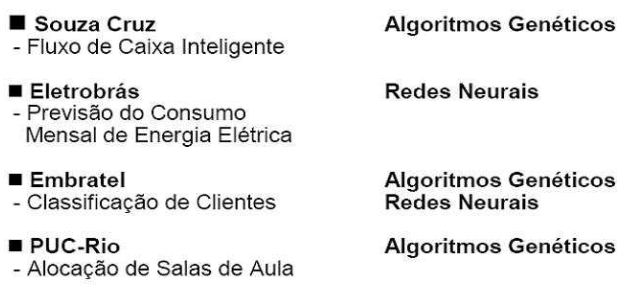 ■ Souza Cruz Algoritmos Genéticos
- Fluxo de Caixa Inteligente
■ Eletrobrás Redes Neurais
- Previsão do Consumo
Mensal de Energia Elétrica
■ Embratel Algoritmos Genéticos
- Classificação de Clientes Redes Neurais
■ PUC-Rio Algoritmos Genéticos
- Alocação de Salas de Aula